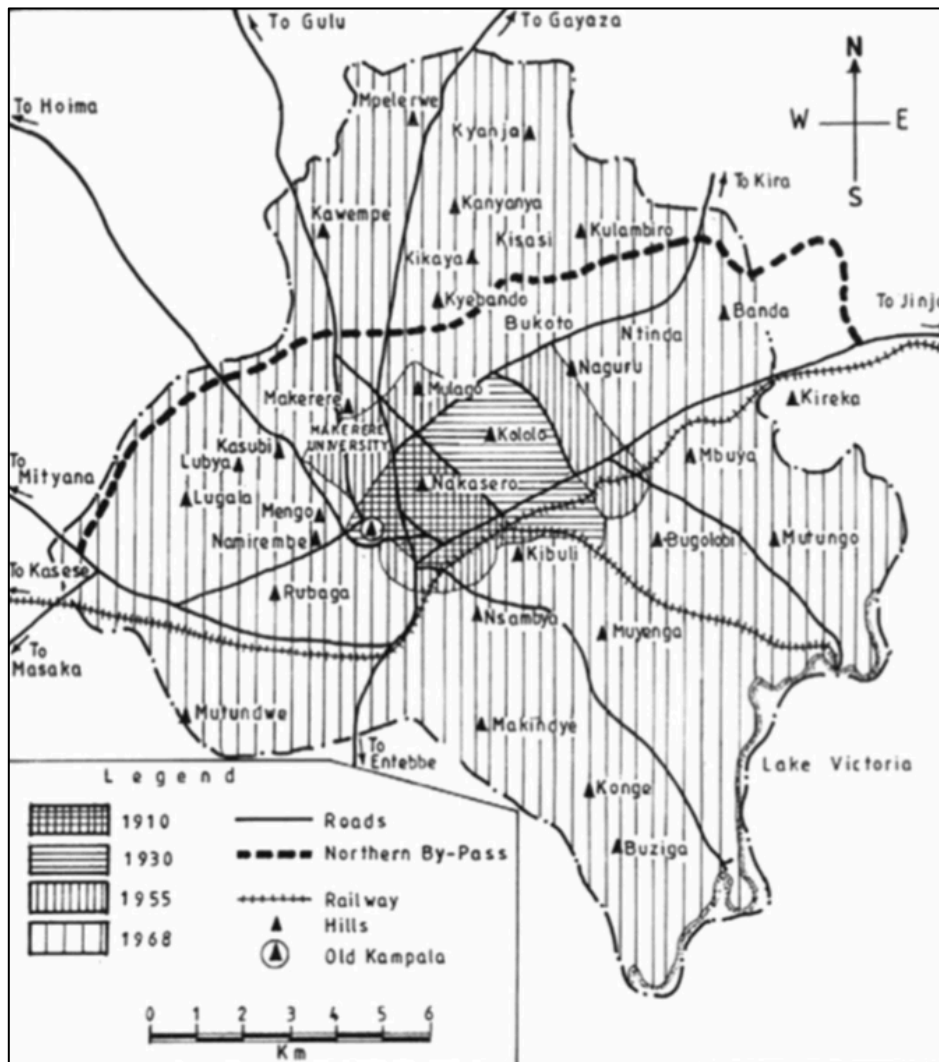 To Gulu
To Gayaza
To Hoima
N
W
E
S
Mpelerwe
Kyanja
To Kira
Kawempe
Kanyanya
Kisasi
Kulambiro
Kikaya
Kyebando
Bukoto
Ntinda
Banda
To Jinja
Naguru
Makerere
Mulago
Kireka
MAKERERE
UNIVERSITY
Kololo
Kasubi
Lubya
Mbuya
To
Mityana
Lugala
Nakasero
Mengo
Namirembe
Kibuli
Bugolobi
Mutungo
To Kasese
Rubaga
Nsambya
Muyenga
To
Masaka
Mutundwe
Makindye
To
Entebbe
Lake Victoria
Konge
Buziga
Legend
1910
Roads
1930
Northern By-Pass
1955
Railway
Hills
1968
Old Kampala
0 1 2 3 4 5 6
Km